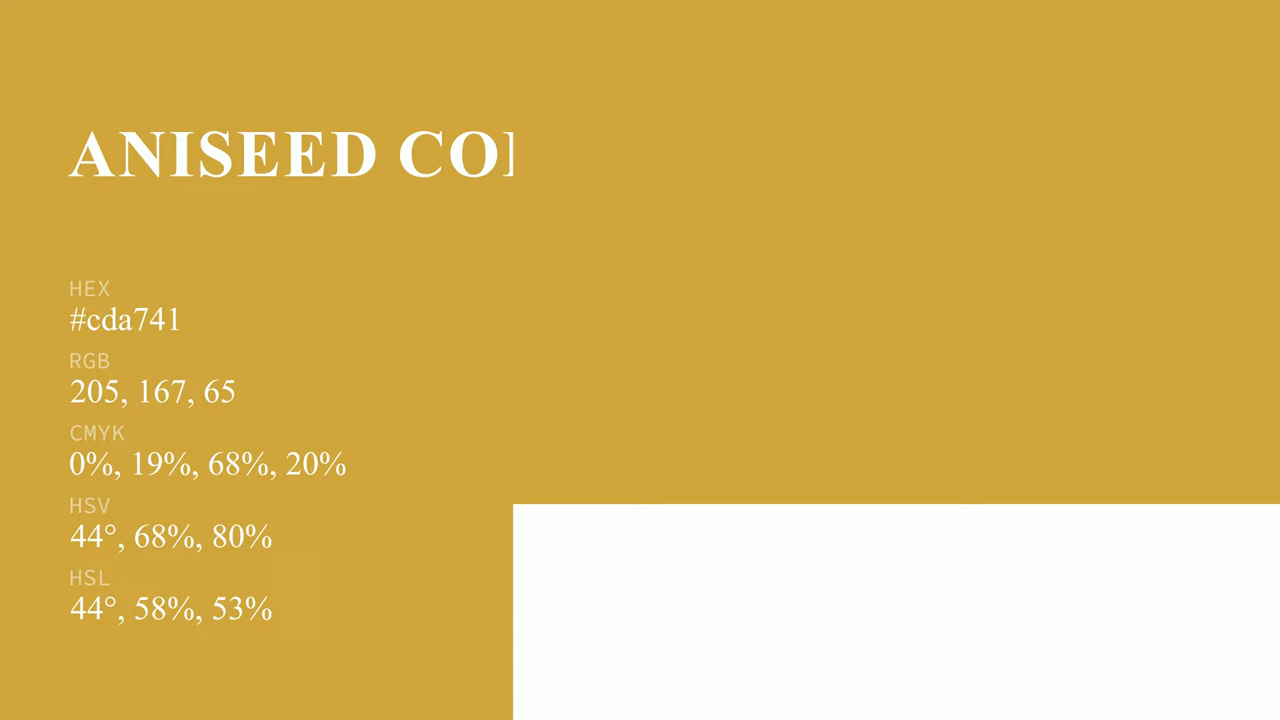 ANISEED
HEX
#cda741
RGB
205, 167, 65
CMYK
0%, 19%, 68%, 20%
HSV
44°, 68%, 80%
HSL
44°, 58%, 53%